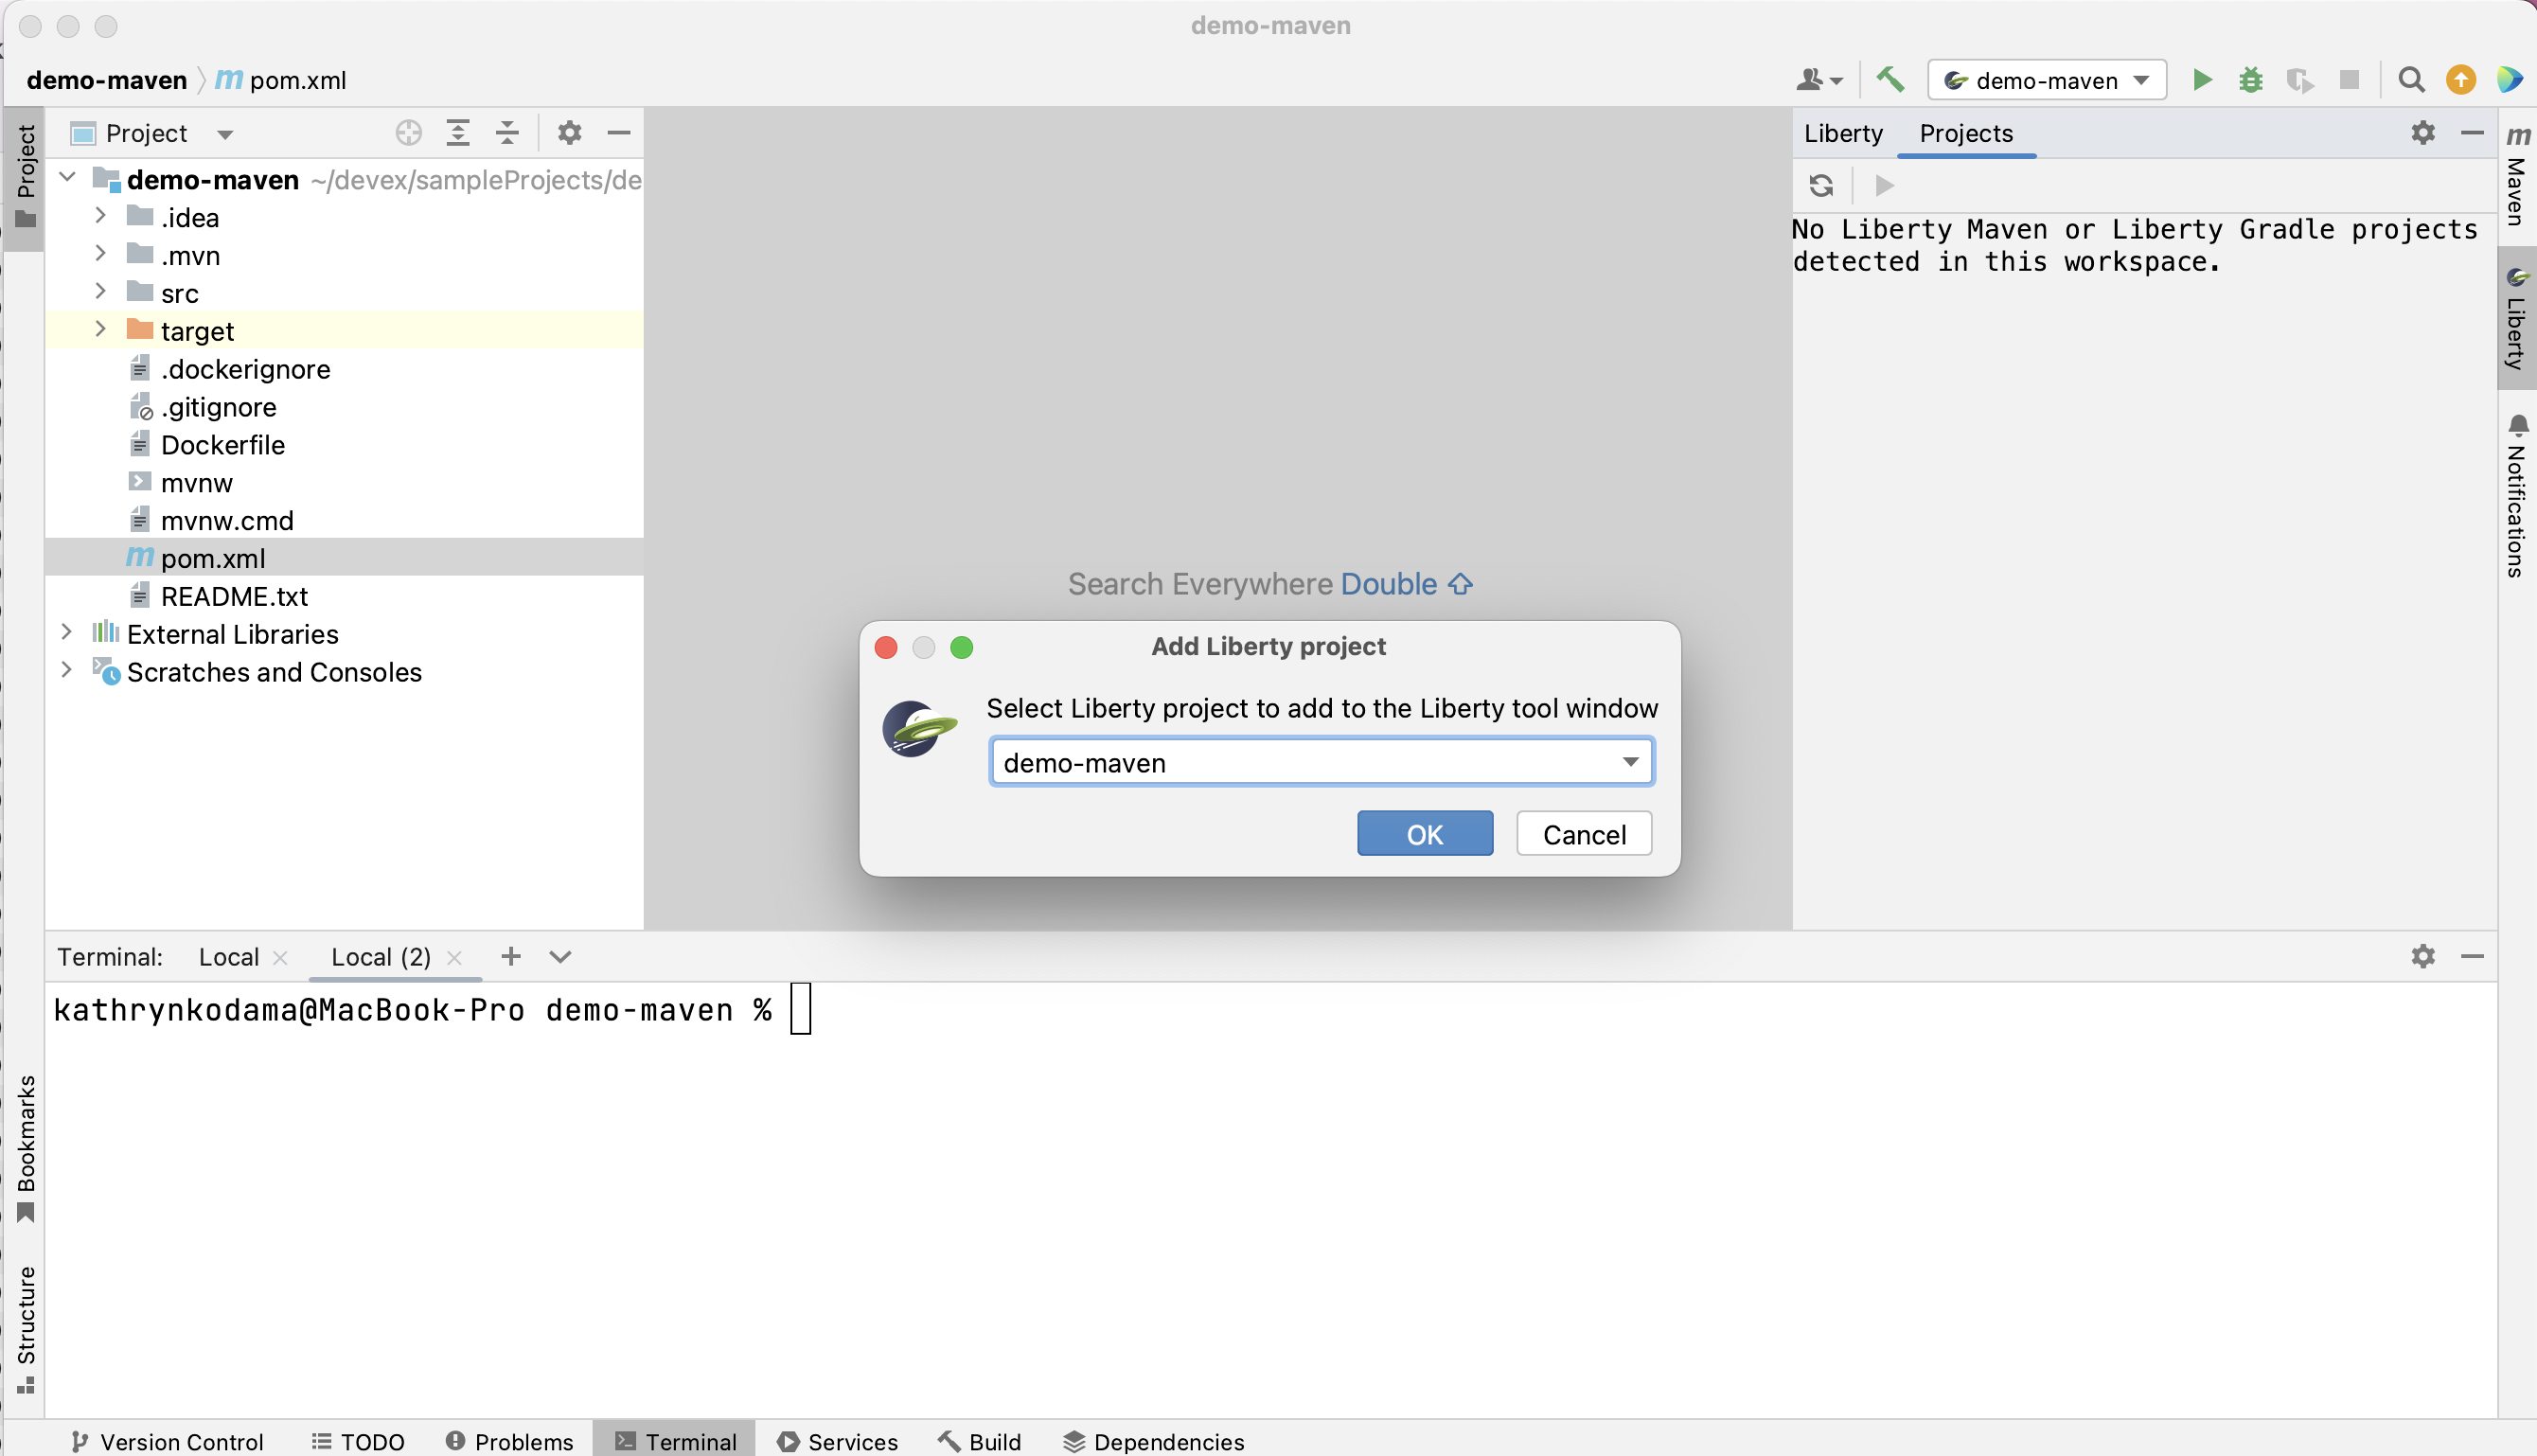 demo-maven
demo-maven pom.xml
demo-maven
Project
Project
demo-maven ~/devex/sampleProjects/de
.idea
.mvn
src
target
.dockerignore
.gitignore
Dockerfile
mvnw
mvnw.cmd
pom.xml
README.txt
External Libraries
Scratches and Consoles
Search Everywhere Double
Add Liberty project
Select Liberty project to add to the Liberty tool window
demo-maven
OK Cancel
Liberty Projects
No Liberty Maven or Liberty Gradle projects
detected in this workspace.
Maven
Liberty
Notifications
Terminal: Local Local (2)
kathrynkodama@MacBook-Pro demo-maven %
Bookmarks
Structure
Version Control TODO Problems Terminal Services Build Dependencies